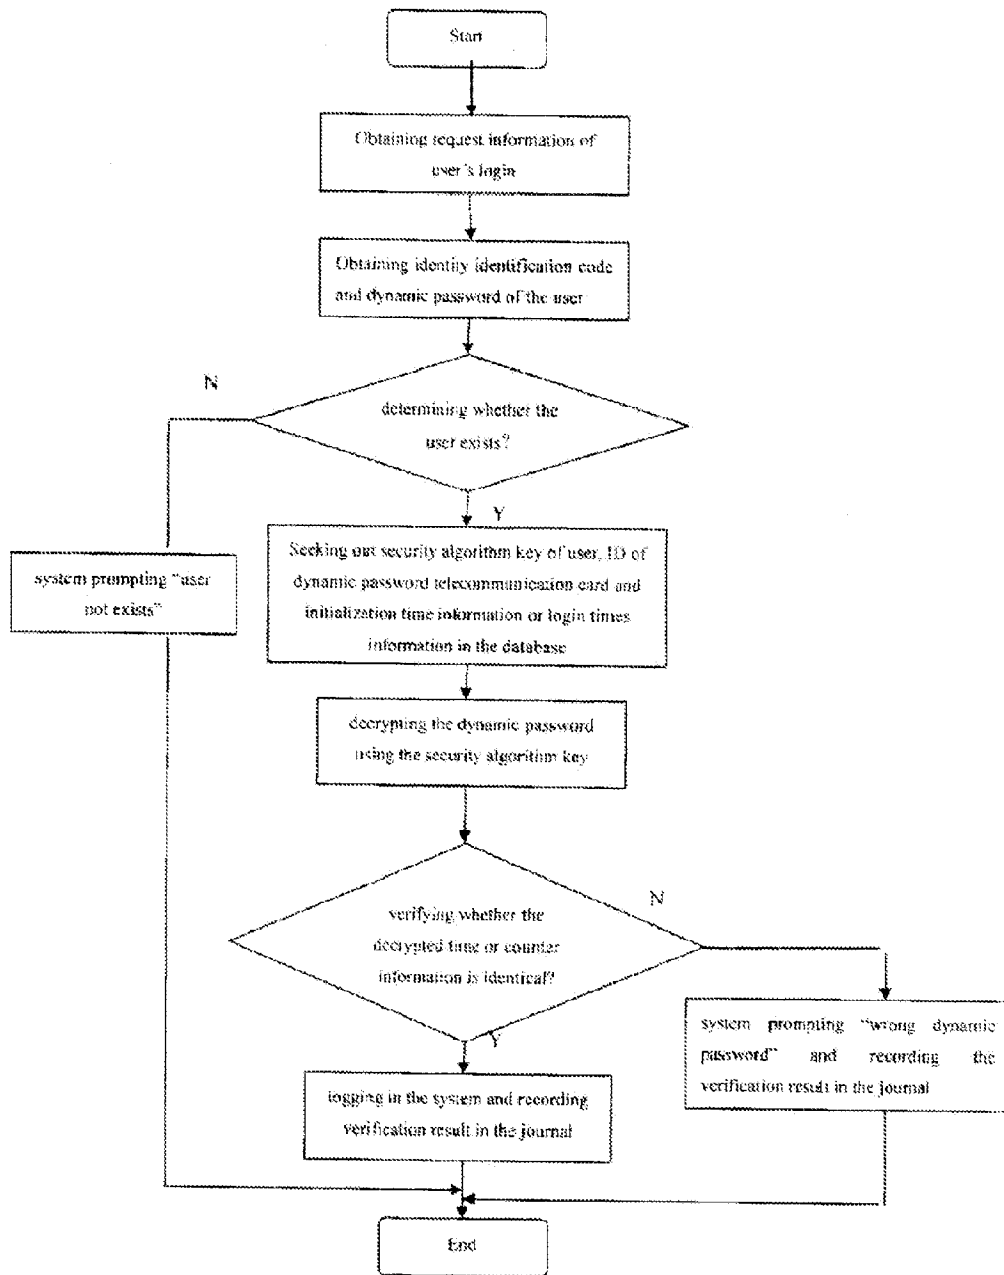 Start
Obtaining request information of
user's login
Obtaining identity identification code
and dynamic password of the user
N
determining whether the
user exists?
Y
Seeking out security algorithm key of user, ID of
dynamic password telecommunication card and
initialization time information or login times
information in the database
system prompting “user
not exists”
decrypting the dynamic password
using the security algorithm key
N
verifying whether the
decrypted time or counter
information is identical?
Y
system prompting “wrong dynamic
password” and recording the
verification result in the journal
logging in the system and recording
verification result in the journal
End